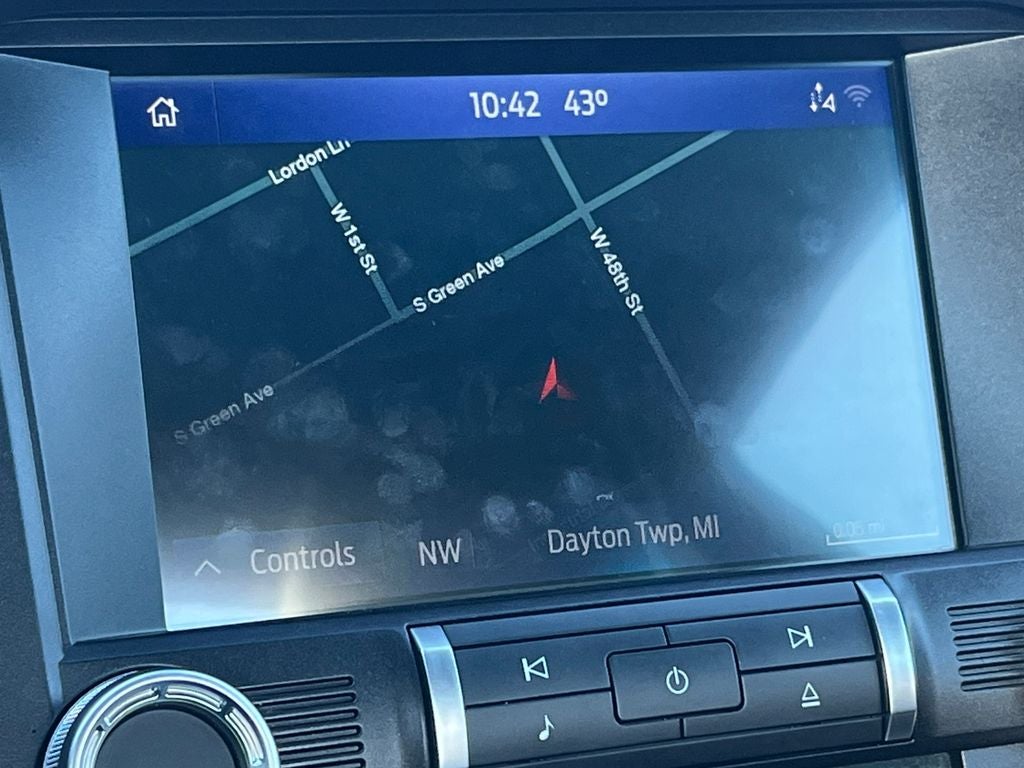 10:42 43°
Lordon Ln
W 1st St
S Green Ave
W 48th St
S Green Ave
0.05 mi
Controls NW Dayton Twp, MI